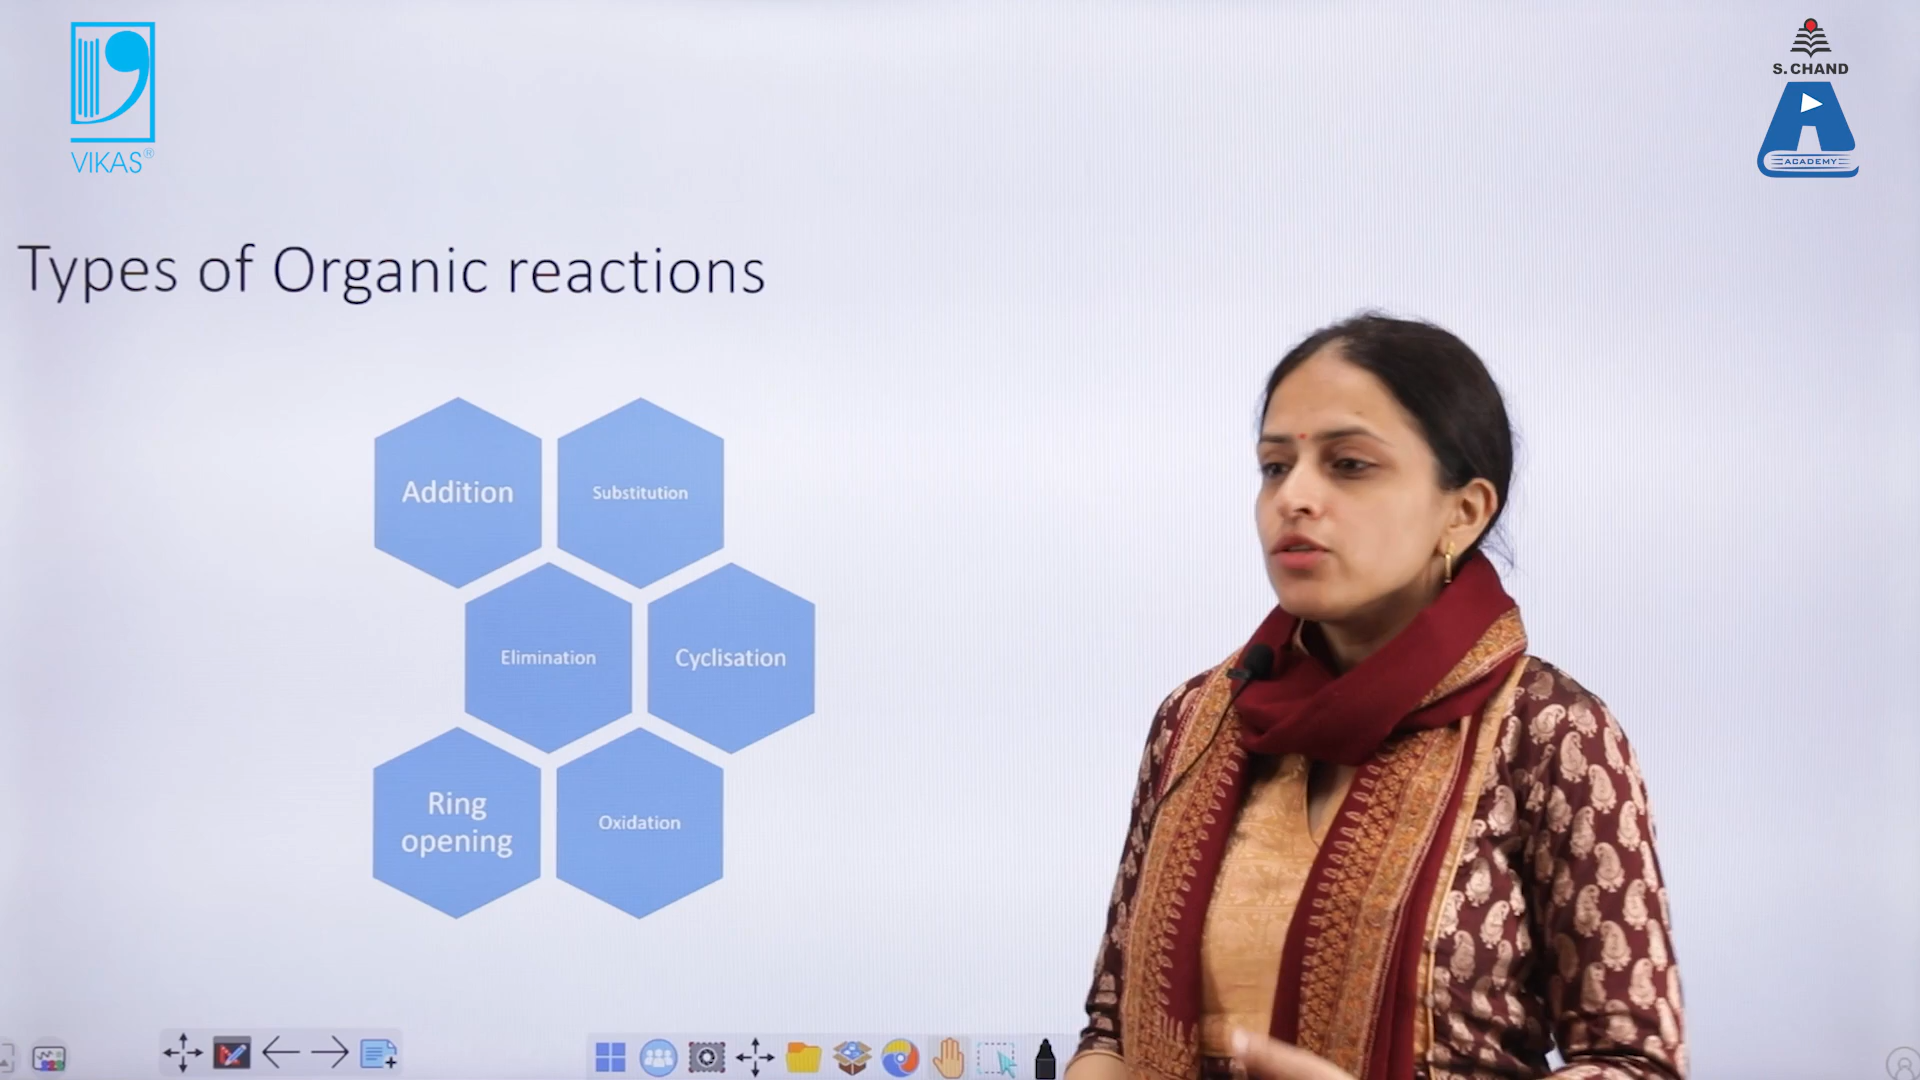 VIKAS®
S. CHAND
ACADEMY
Types of Organic reactions
Addition
Substitution
Elimination
Cyclisation
Ring
opening
Oxidation